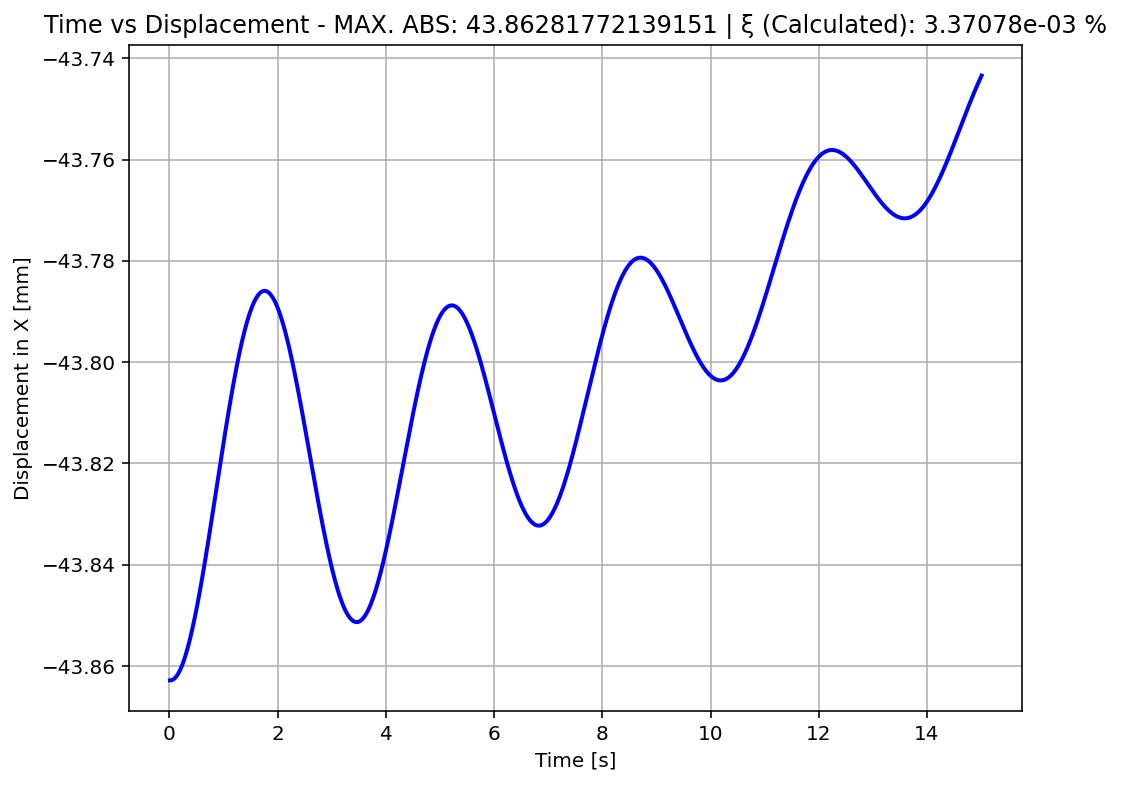 Time vs Displacement - MAX. ABS: 43.86281772139151 | ξ (Calculated): 3.37078e-03 %
Displacement in X [mm]
−43.74
−43.76
−43.78
−43.80
−43.82
−43.84
−43.86
0 2 4 6 8 10 12 14
Time [s]